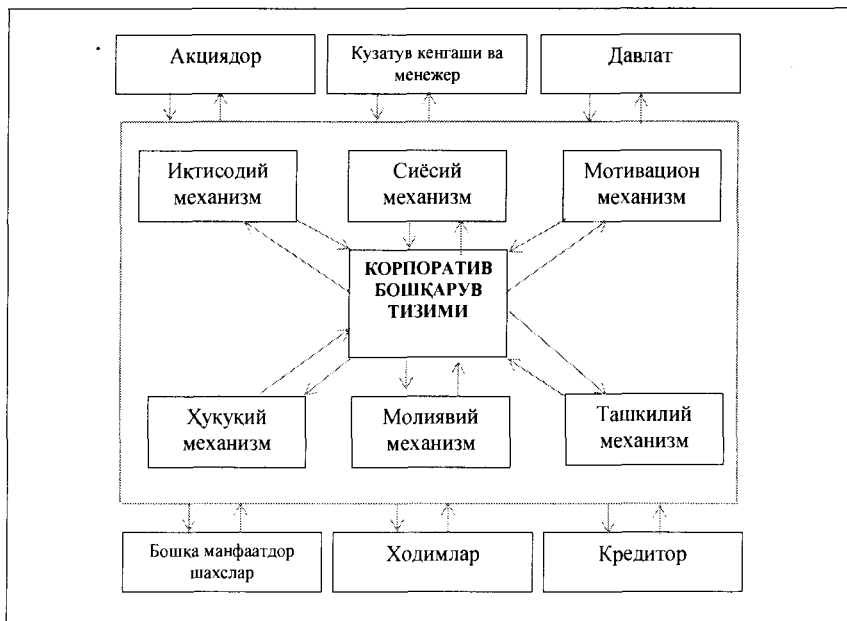 Акциядор
Кузатув кенгаши ва
менежер
Давлат
Иқтисодий
механизм
Сиёсий
механизм
Мотивацион
механизм
КОРПОРАТИВ
БОШҚАРУВ
ТИЗИМИ
Ҳуқуқий
механизм
Молиявий
механизм
Ташкилий
механизм
Бошқа манфаатдор
шахслар
Ходимлар
Кредитор